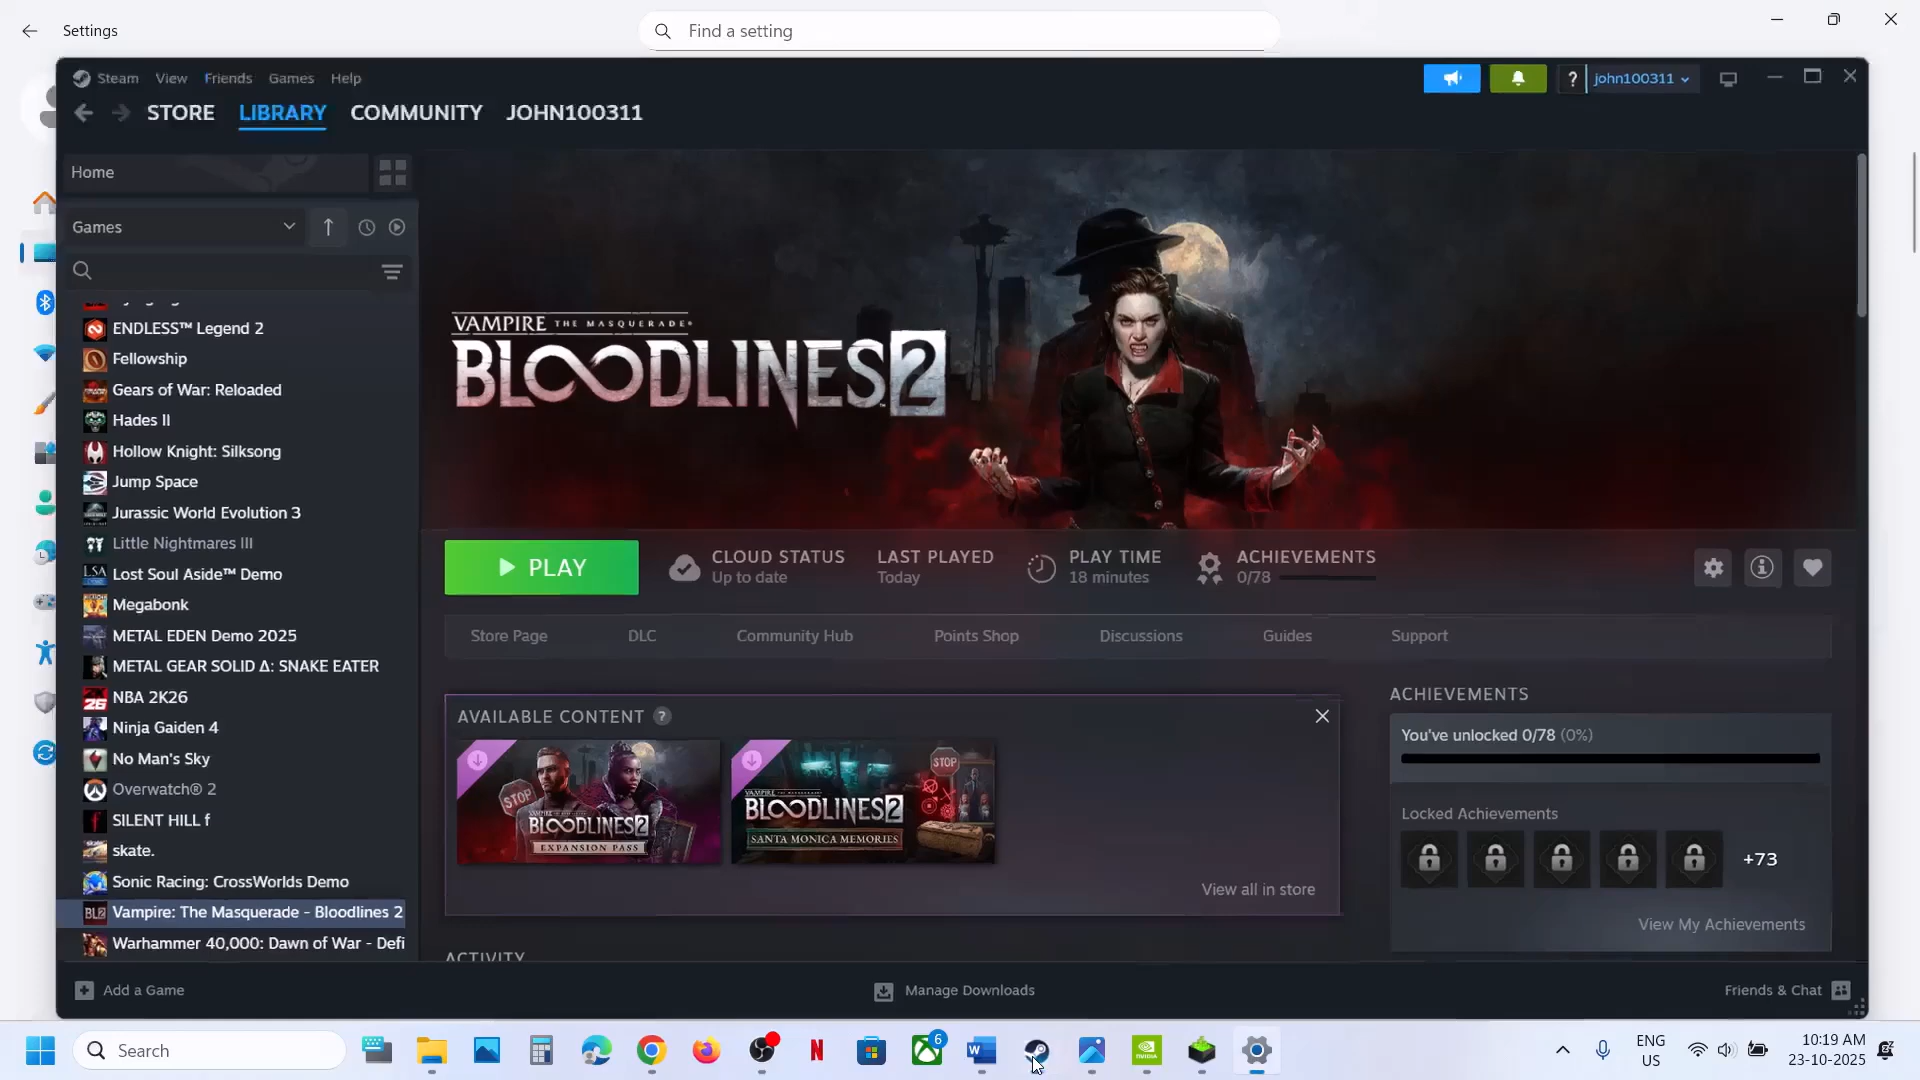 Settings
Find a setting
Steam View Friends Games Help
? john100311
STORE LIBRARY COMMUNITY JOHN100311
Home
Games
ENDLESS™ Legend 2
Fellowship
Gears of War: Reloaded
Hades II
Hollow Knight: Silksong
Jump Space
Jurassic World Evolution 3
Little Nightmares III
Lost Soul Aside™ Demo
Megabonk
METAL EDEN Demo 2025
METAL GEAR SOLID Δ: SNAKE EATER
NBA 2K26
Ninja Gaiden 4
No Man's Sky
Overwatch® 2
SILENT HILL f
skate.
Sonic Racing: CrossWorlds Demo
Vampire: The Masquerade - Bloodlines 2
Warhammer 40,000: Dawn of War - Defi
VAMPIRE THE MASQUERADE
BLOODLINES 2
PLAY
CLOUD STATUS
Up to date
LAST PLAYED
Today
PLAY TIME
18 minutes
ACHIEVEMENTS
0/78
Store Page DLC Community Hub Points Shop Discussions Guides Support
AVAILABLE CONTENT ?
STOP
BLOODLINES 2
EXPANSION PASS
STOP
BLOODLINES 2
SANTA MONICA MEMORIES
View all in store
ACTIVITY
ACHIEVEMENTS
You've unlocked 0/78 (0%)
Locked Achievements
+73
View My Achievements
Add a Game
Manage Downloads
Friends & Chat
Search
6
ENG
US
10:19 AM
23-10-2025